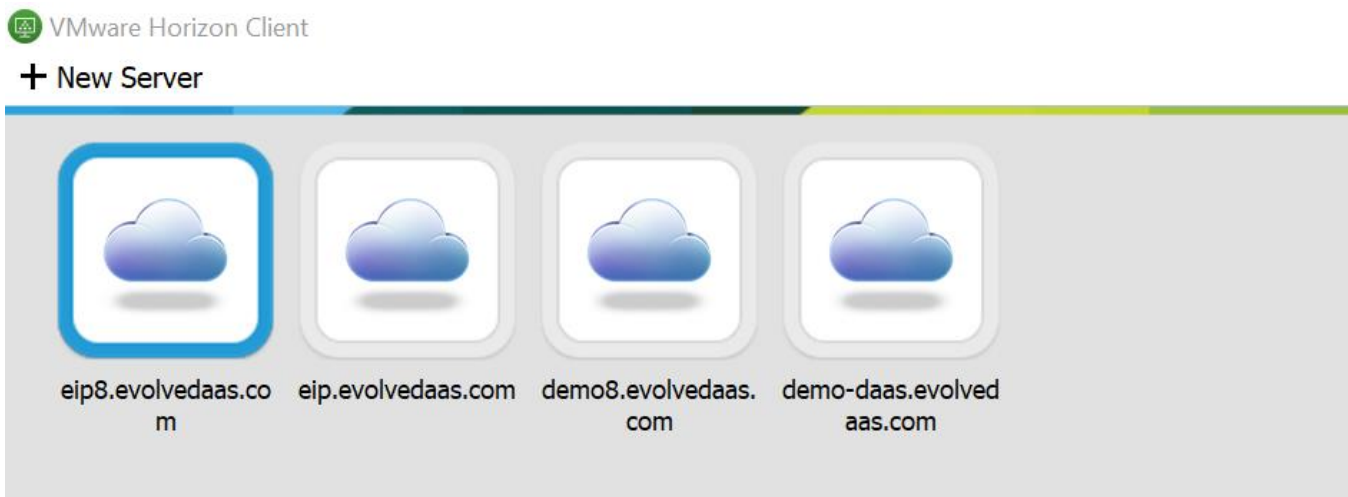 VMware Horizon Client
+ New Server
eip8.evolvedaas.co
m
eip.evolvedaas.com
demo8.evolvedaas.
com
demo-daas.evolved
aas.com